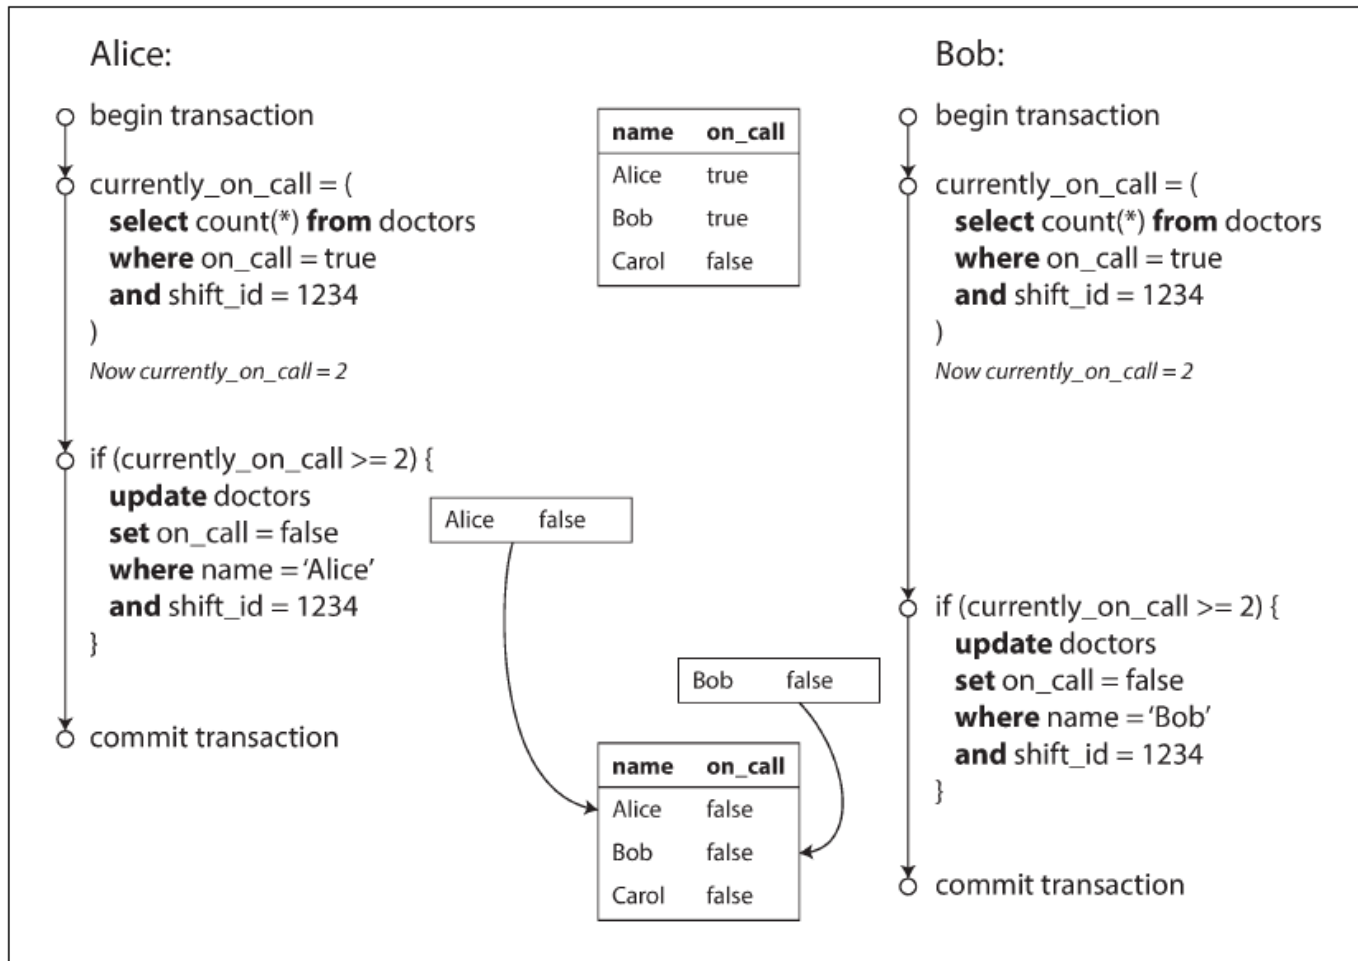 Alice:
begin transaction
currently_on_call = (
select count(*) from doctors
where on_call = true
and shift_id = 1234
)
Now currently_on_call = 2
if (currently_on_call >= 2) {
update doctors
set on_call = false
where name = ‘Alice’
and shift_id = 1234
}
commit transaction
name on_call
Alice true
Bob true
Carol false
Alice false
Bob false
name on_call
Alice false
Bob false
Carol false
Bob:
begin transaction
currently_on_call = (
select count(*) from doctors
where on_call = true
and shift_id = 1234
)
Now currently_on_call = 2
if (currently_on_call >= 2) {
update doctors
set on_call = false
where name = ‘Bob’
and shift_id = 1234
}
commit transaction